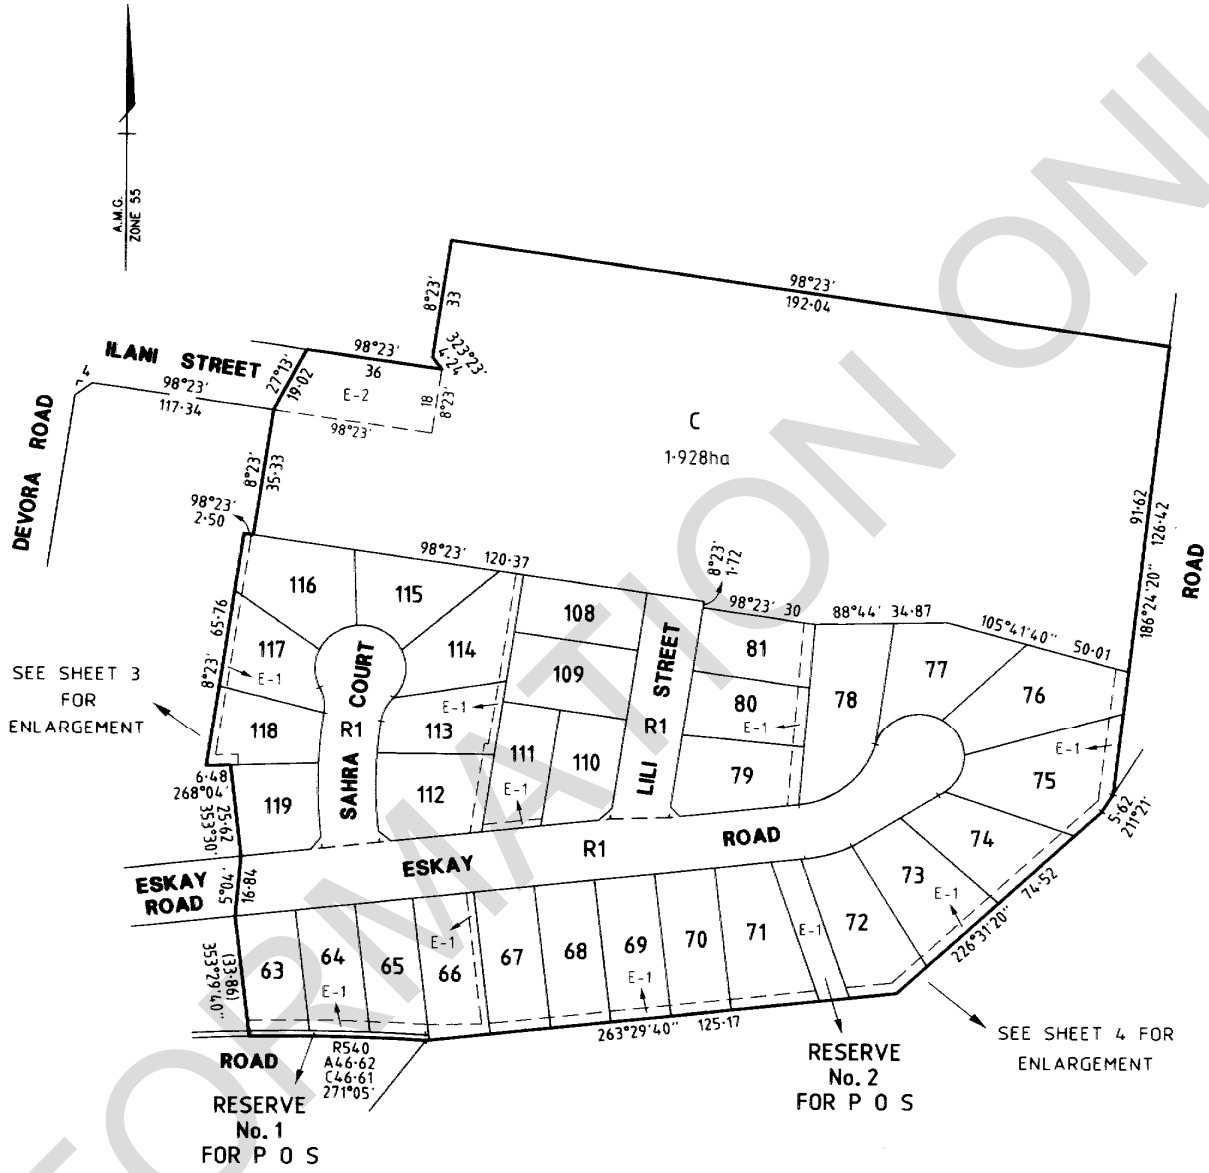 A.M.G.
ZONE 55
98°23'
192·04
8°23'
33
323°23'
4·24
ILANI STREET
98°23'
36
27°13'
19·02
E-2
18
8°23'
98°23'
4
98°23'
117·34
DEVORA ROAD
8°23'
35·33
C
1·928ha
91·62
126·42
186°24'20"
ROAD
98°23'
2·50
98°23' 120·37
8°23'
1·72
98°23' 30
88°44' 34·87
105°41'40" 50·01
65·76
8°23'
116
115
108
117
114
109
81
77
76
E-1
SAHRA COURT
R1
LILI STREET
R1
80
78
E-1
E-1
E-1
75
118
113
111
110
79
SEE SHEET 3
FOR
ENLARGEMENT
6·48
268°04'
25·62
353°30'
119
112
E-1
5·62
211°21'
74
ESKAY R1 ROAD
ESKAY
ROAD
16·84
5°04'
73
E-1
74·52
226°31'20"
(33·86)
353°29'40"
63
64
65
66
67
68
69
70
71
72
E-1
E-1
E-1
E-1
263°29'40" 125·17
ROAD
R540
A46·62
C46·61
271°05'
RESERVE
No. 1
FOR P O S
RESERVE
No. 2
FOR P O S
SEE SHEET 4 FOR
ENLARGEMENT
FORMATION ONL